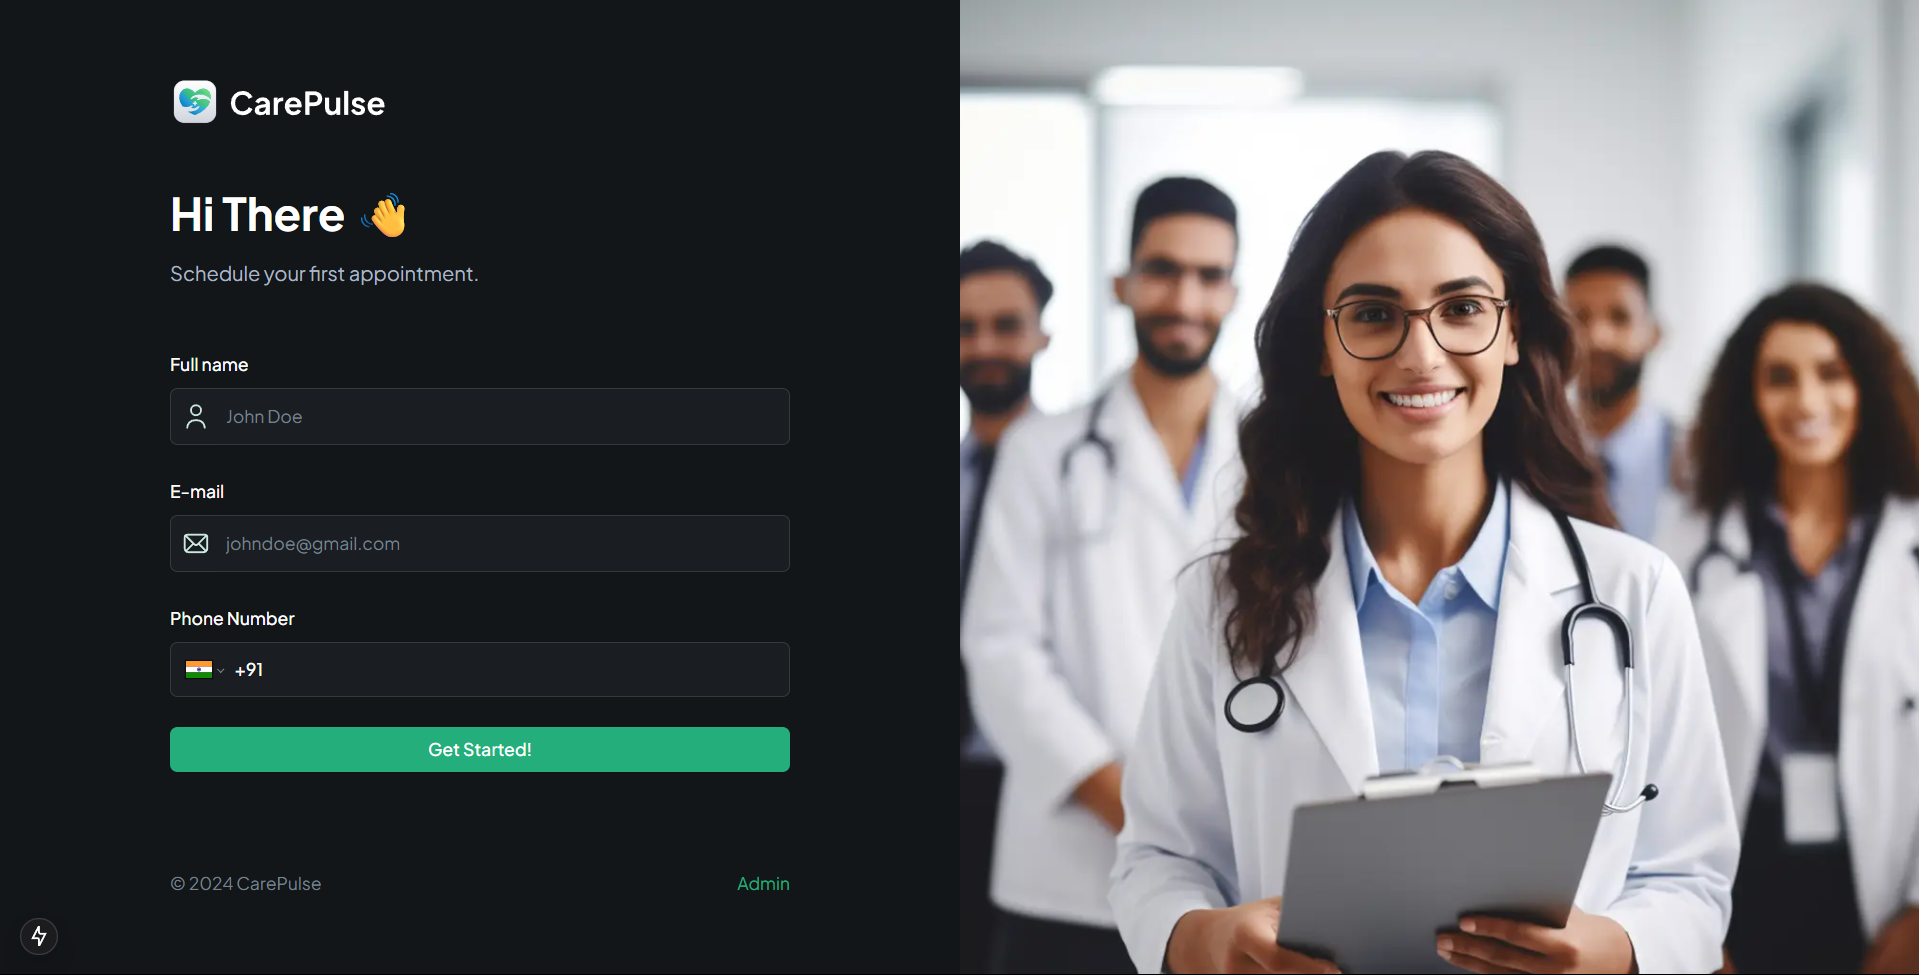 CarePulse
Hi There 👋
Schedule your first appointment.
Full name
John Doe
E-mail
johndoe@gmail.com
Phone Number
+91
Get Started!
© 2024 CarePulse
Admin